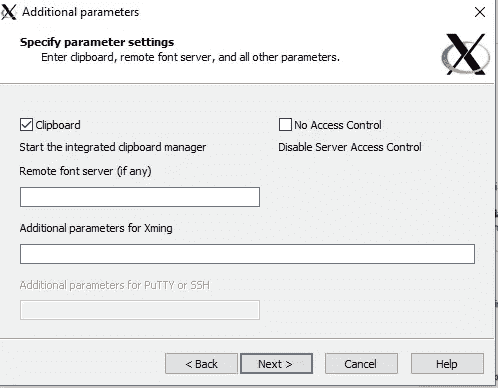 Additional parameters
Specify parameter settings
Enter clipboard, remote font server, and all other parameters.
Clipboard
No Access Control
Start the integrated clipboard manager
Disable Server Access Control
Remote font server (if any)
Additional parameters for Xming
Additional parameters for PuTTY or SSH
< Back
Next >
Cancel
Help